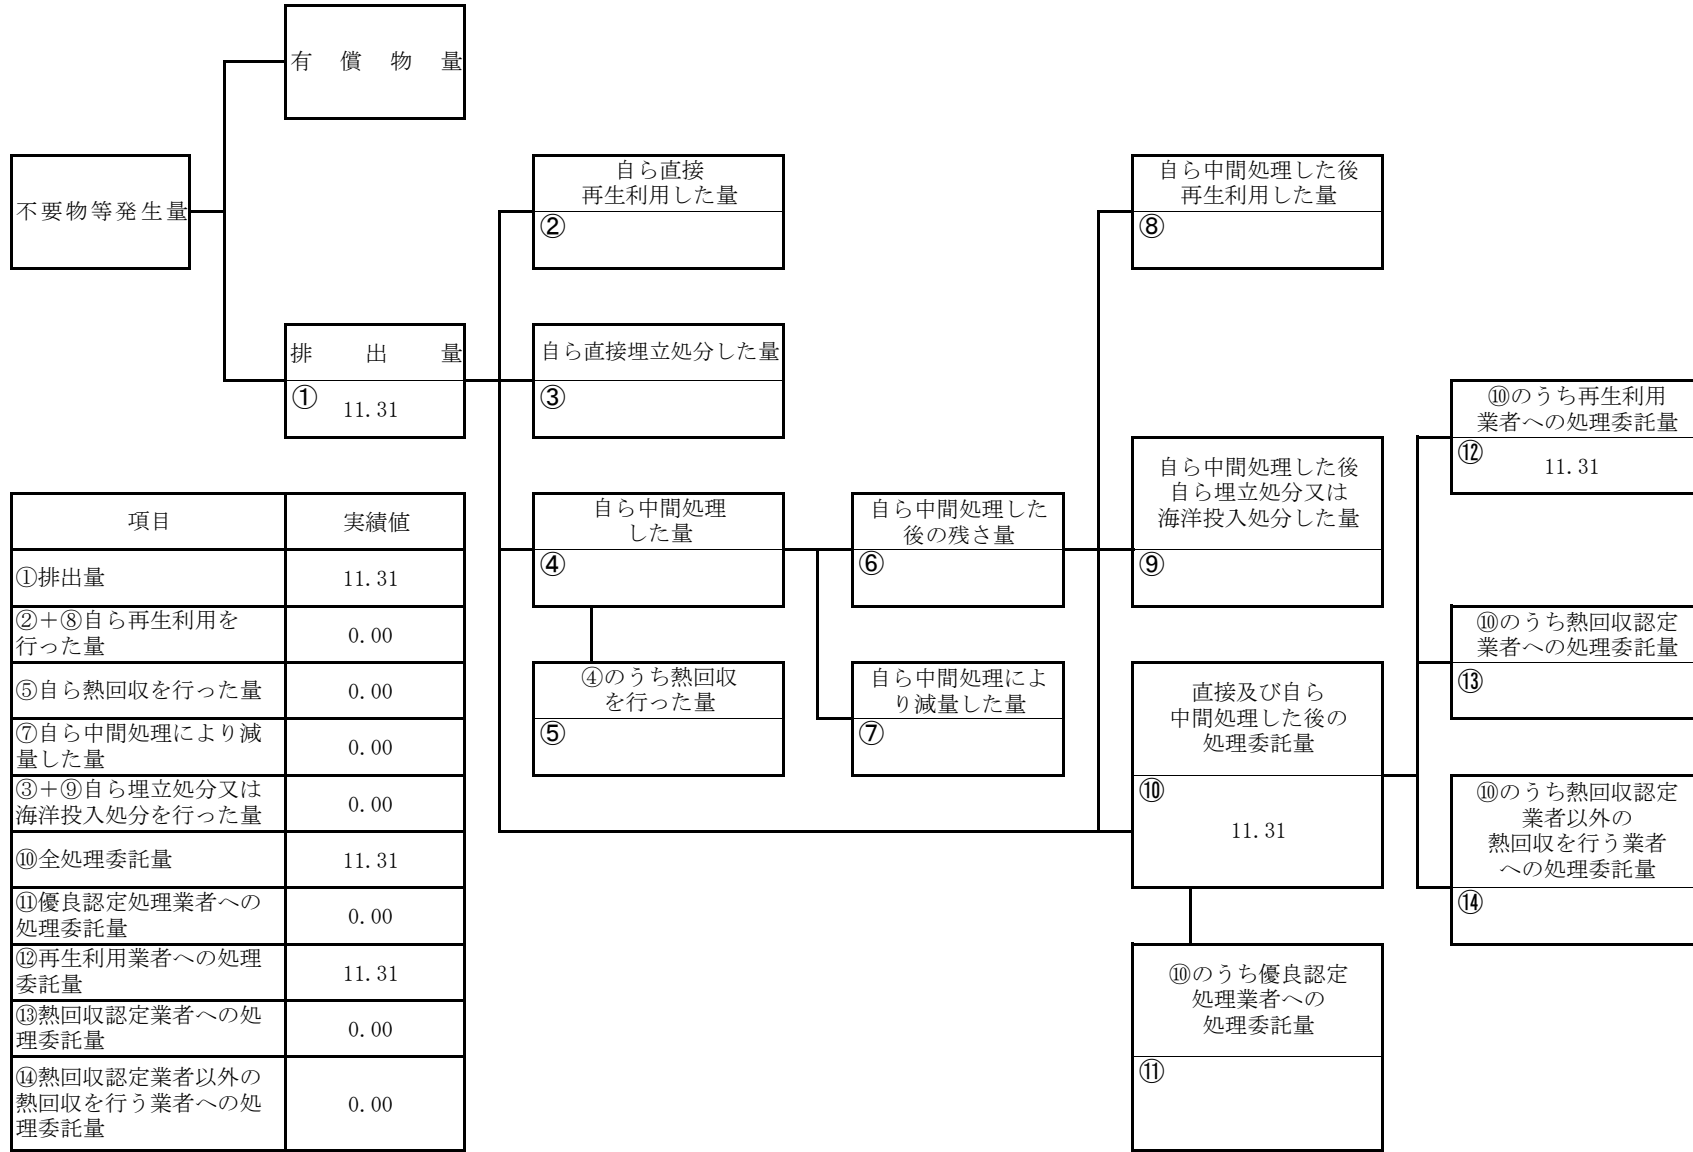 有償物量
不要物等発生量
排出量
① 11.31
自ら直接
再生利用した量
②
自ら直接埋立処分した量
③
自ら中間処理
した量
④
④のうち熱回収
を行った量
⑤
自ら中間処理した
後の残さ量
⑥
自ら中間処理によ
り減量した量
⑦
自ら中間処理した後
再生利用した量
⑧
自ら中間処理した後
自ら埋立処分又は
海洋投入処分した量
⑨
直接及び自ら
中間処理した後の
処理委託量
⑩
11.31
⑩のうち優良認定
処理業者への
処理委託量
⑪
⑩のうち再生利用
業者への処理委託量
⑫ 11.31
⑩のうち熱回収認定
業者への処理委託量
⑬
⑩のうち熱回収認定
業者以外の
熱回収を行う業者
への処理委託量
⑭
項目 実績値
①排出量 11.31
②＋⑧自ら再生利用を
行った量 0.00
⑤自ら熱回収を行った量 0.00
⑦自ら中間処理により減
量した量 0.00
③＋⑨自ら埋立処分又は
海洋投入処分を行った量 0.00
⑩全処理委託量 11.31
⑪優良認定処理業者への
処理委託量 0.00
⑫再生利用業者への処理
委託量 11.31
⑬熱回収認定業者への処
理委託量 0.00
⑭熱回収認定業者以外の
熱回収を行う業者への処
理委託量 0.00